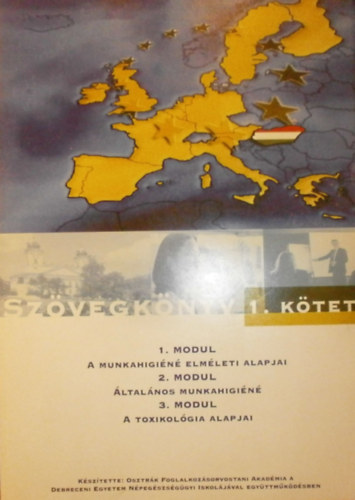 SZÖVEGKÖNYV 1. KÖTET
1. MODUL
A MUNKAHIGIÉNÉ ELMÉLETI ALAPJAI
2. MODUL
ÁLTALÁNOS MUNKAHIGIÉNÉ
3. MODUL
A TOXIKOLÓGIA ALAPJAI
KÉSZÍTETTE: OSZTRÁK FOGLALKOZÁSORVOSTANI AKADÉMIA A
DEBRECENI EGYETEM NÉPEGÉSZSÉGÜGYI ISKOLÁJÁVAL EGYÜTTMŰKÖDÉSBEN